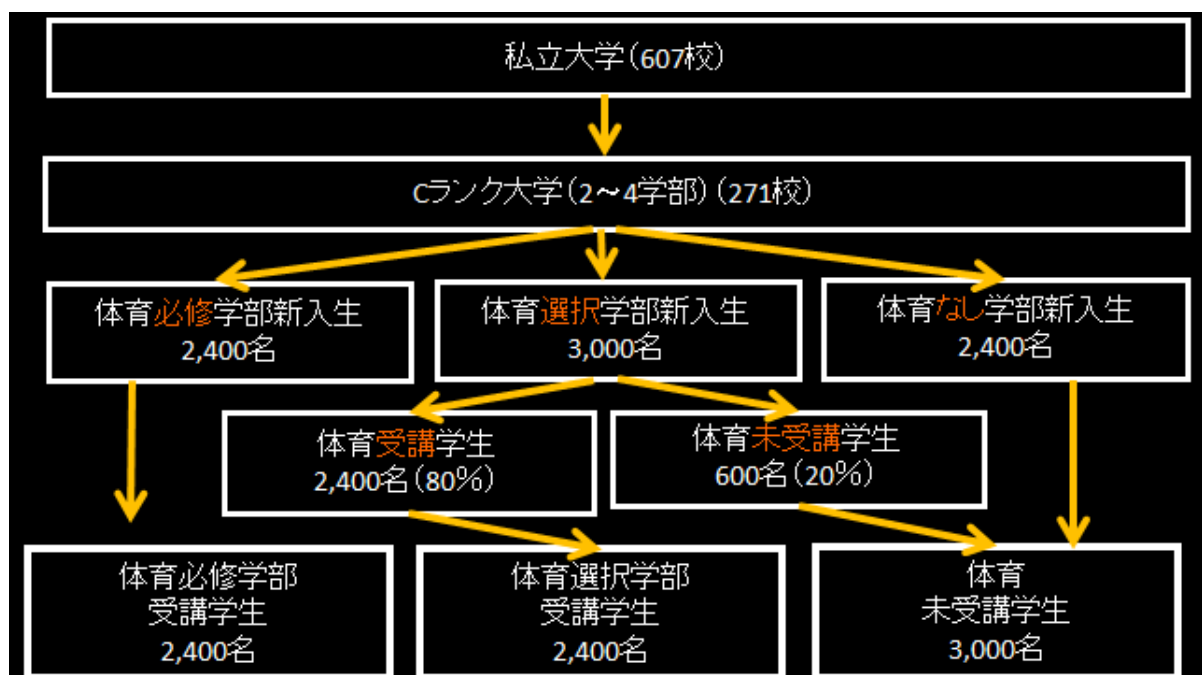 私立大学(607校)
Cランク大学(2～4学部)(271校)
体育必修学部新入生
2,400名
体育選択学部新入生
3,000名
体育なし学部新入生
2,400名
体育受講学生
2,400名(80%)
体育未受講学生
600名(20%)
体育必修学部
受講学生
2,400名
体育選択学部
受講学生
2,400名
体育
未受講学生
3,000名